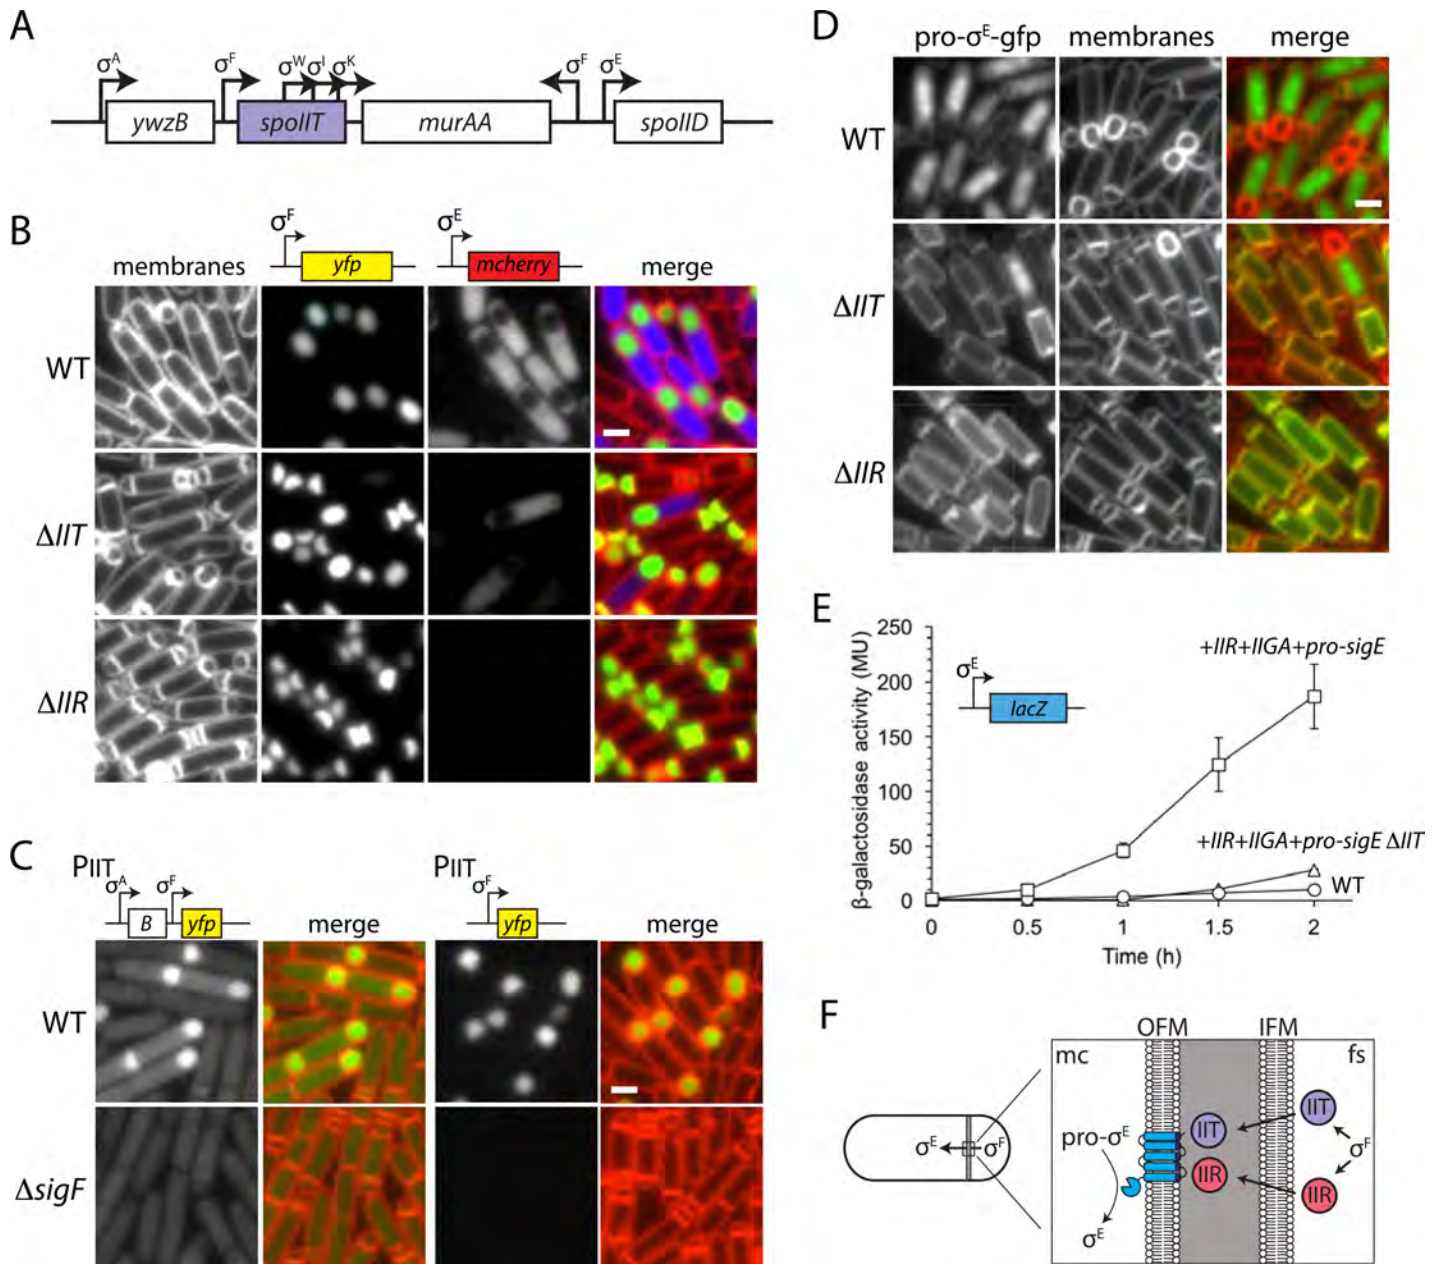 A
σA
σF
σW
σI
σK
σF
σE
ywzB
spoIIT
murAA
spoIID
B
σF
σE
membranes
yfp
mcherry
merge
WT
ΔIIT
ΔIIR
C
PIIT
σA
σF
B
yfp
merge
PIIT
σF
yfp
merge
WT
ΔsigF
D
pro-σE-gfp
membranes
merge
WT
ΔIIT
ΔIIR
E
β-galactosidase activity (MU)
250
200
150
100
50
0
σE
lacZ
+IIR+IIGA+pro-sigE
+IIR+IIGA+pro-sigE ΔIIT
WT
0
0.5
1
1.5
2
Time (h)
F
σE
σF
OFM
IFM
mc
fs
pro-σE
σE
IIT
IIR
IIT
σF
IIR